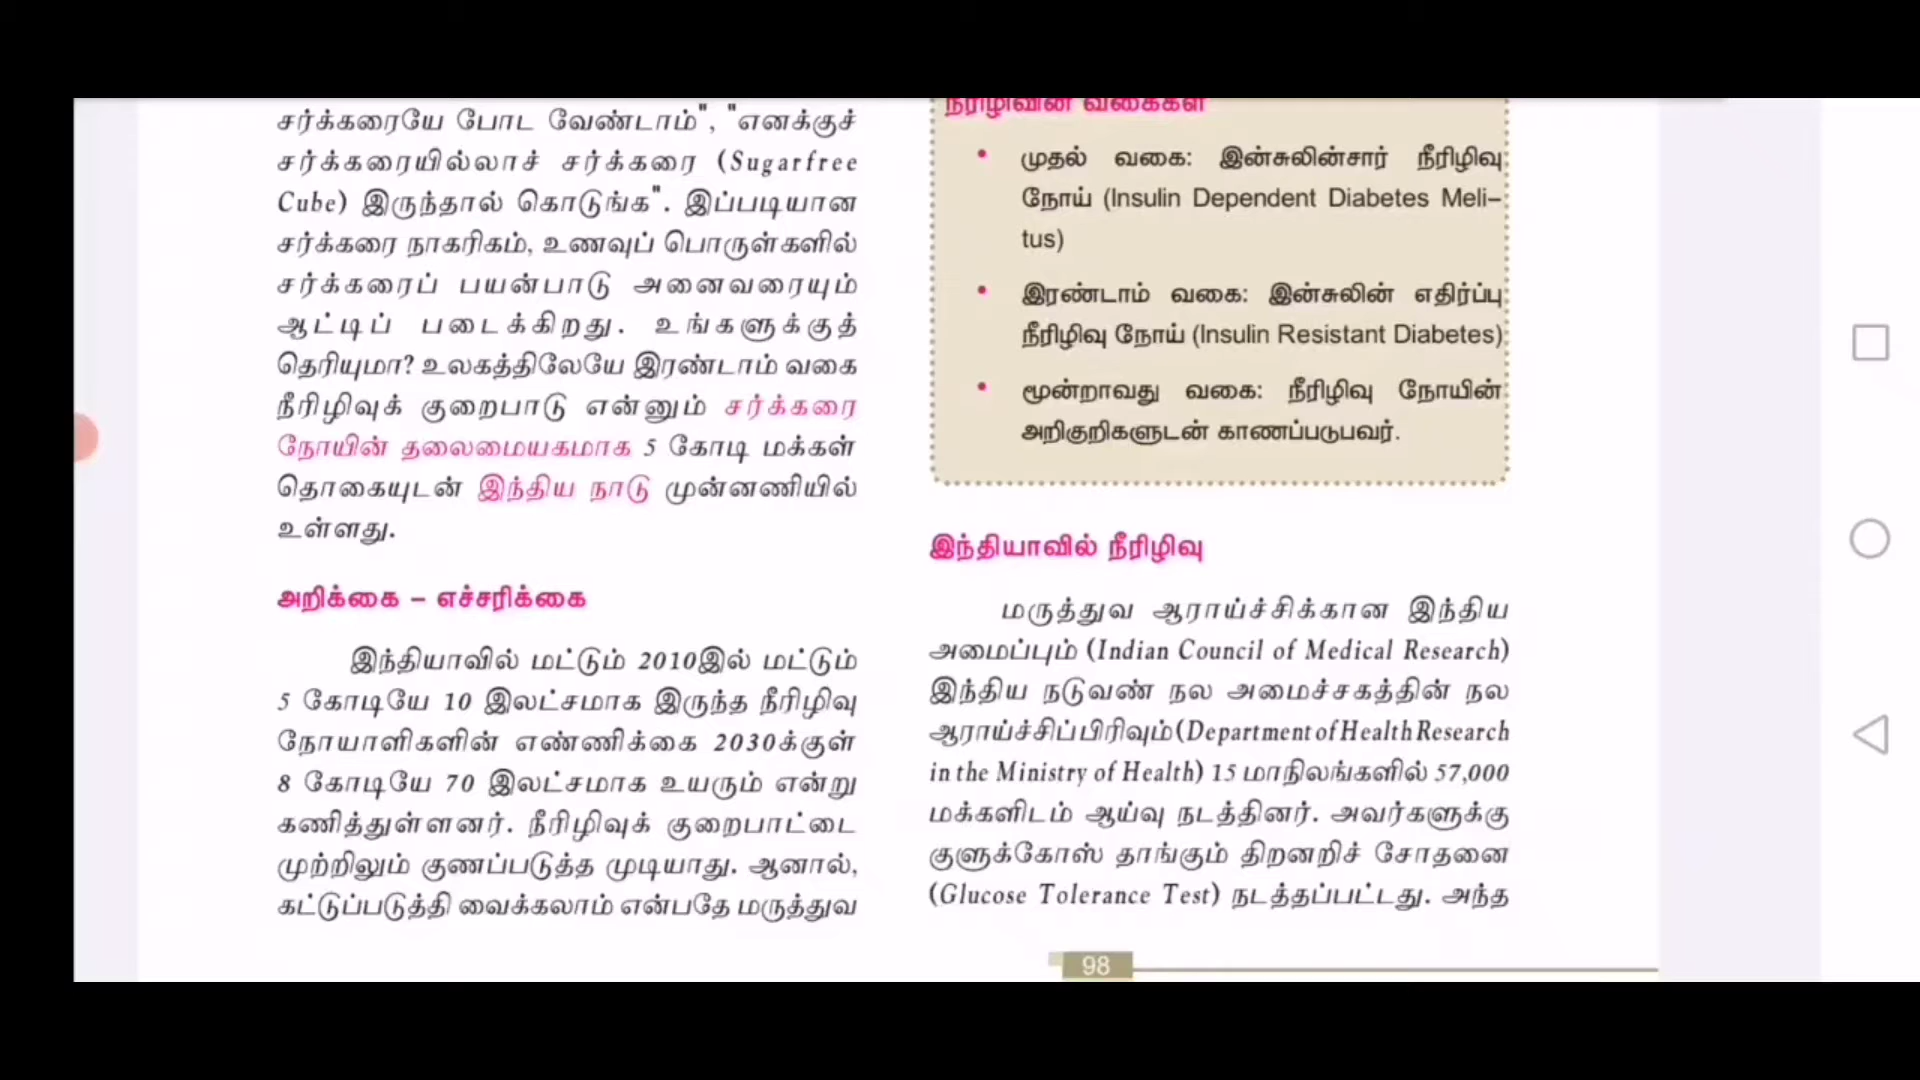 சர்க்கரையே போட வேண்டாம்", "எனக்குச்
சர்க்கரையில்லாச் சர்க்கரை (Sugarfree
Cube) இருந்தால் கொடுங்க". இப்படியான
சர்க்கரை நாகரிகம், உணவுப் பொருள்களில்
சர்க்கரைப் பயன்பாடு அனைவரையும்
ஆட்டிப் படைக்கிறது. உங்களுக்குத்
தெரியுமா? உலகத்திலேயே இரண்டாம் வகை
நீரிழிவுக் குறைபாடு என்னும் சர்க்கரை
நோயின் தலைமையகமாக 5 கோடி மக்கள்
தொகையுடன் இந்திய நாடு முன்னணியில்
உள்ளது.
அறிக்கை – எச்சரிக்கை
இந்தியாவில் மட்டும் 2010இல் மட்டும்
5 கோடியே 10 இலட்சமாக இருந்த நீரிழிவு
நோயாளிகளின் எண்ணிக்கை 2030க்குள்
8 கோடியே 70 இலட்சமாக உயரும் என்று
கணித்துள்ளனர். நீரிழிவுக் குறைபாட்டை
முற்றிலும் குணப்படுத்த முடியாது. ஆனால்,
கட்டுப்படுத்தி வைக்கலாம் என்பதே மருத்துவ
நீரிழிவின் வகைகள்
• முதல் வகை: இன்சுலின்சார் நீரிழிவு
நோய் (Insulin Dependent Diabetes Meli–
tus)
• இரண்டாம் வகை: இன்சுலின் எதிர்ப்பு
நீரிழிவு நோய் (Insulin Resistant Diabetes)
• மூன்றாவது வகை: நீரிழிவு நோயின்
அறிகுறிகளுடன் காணப்படுபவர்.
இந்தியாவில் நீரிழிவு
மருத்துவ ஆராய்ச்சிக்கான இந்திய
அமைப்பும் (Indian Council of Medical Research)
இந்திய நடுவண் நல அமைச்சகத்தின் நல
ஆராய்ச்சிப்பிரிவும் (Department of Health Research
in the Ministry of Health) 15 மாநிலங்களில் 57,000
மக்களிடம் ஆய்வு நடத்தினர். அவர்களுக்கு
குளுக்கோஸ் தாங்கும் திறனறிச் சோதனை
(Glucose Tolerance Test) நடத்தப்பட்டது. அந்த
98